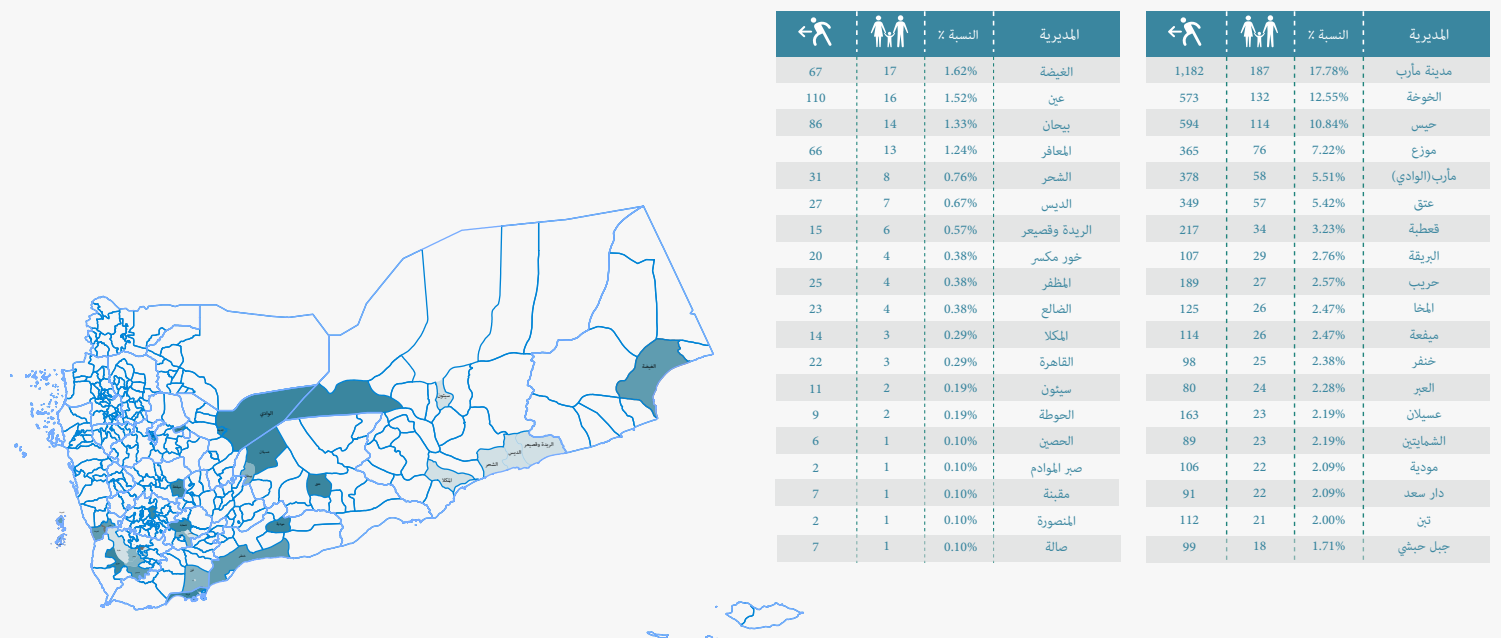 المديرية النسبة ٪
مدينة مأرب 17.78% 187 1,182
الخوخة 12.55% 132 573
حيس 10.84% 114 594
موزع 7.22% 76 365
مأرب(الوادي) 5.51% 58 378
عتق 5.42% 57 349
قعطبة 3.23% 34 217
البريقة 2.76% 29 107
حريب 2.57% 27 189
المخا 2.47% 26 125
ميفعة 2.47% 26 114
خنفر 2.38% 25 98
العبر 2.28% 24 80
عسيلان 2.19% 23 163
الشمايتين 2.19% 23 89
مودية 2.09% 22 106
دار سعد 2.09% 22 91
تبن 2.00% 21 112
جبل حبشي 1.71% 18 99
المديرية النسبة ٪
الغيضة 1.62% 17 67
عين 1.52% 16 110
بيحان 1.33% 14 86
المعافر 1.24% 13 66
الشحر 0.76% 8 31
الديس 0.67% 7 27
الريدة وقصيعر 0.57% 6 15
خور مكسر 0.38% 4 20
المظفر 0.38% 4 25
الضالع 0.38% 4 23
المكلا 0.29% 3 14
القاهرة 0.29% 3 22
سيئون 0.19% 2 11
الحوطة 0.19% 2 9
الحصين 0.10% 1 6
صبر الموادم 0.10% 1 2
مقبنة 0.10% 1 7
المنصورة 0.10% 1 2
صالة 0.10% 1 7
الغيضة
سيئون
الوادي
الريدة وقصيعر
الديس
عسيلان
الشحر
المكلا